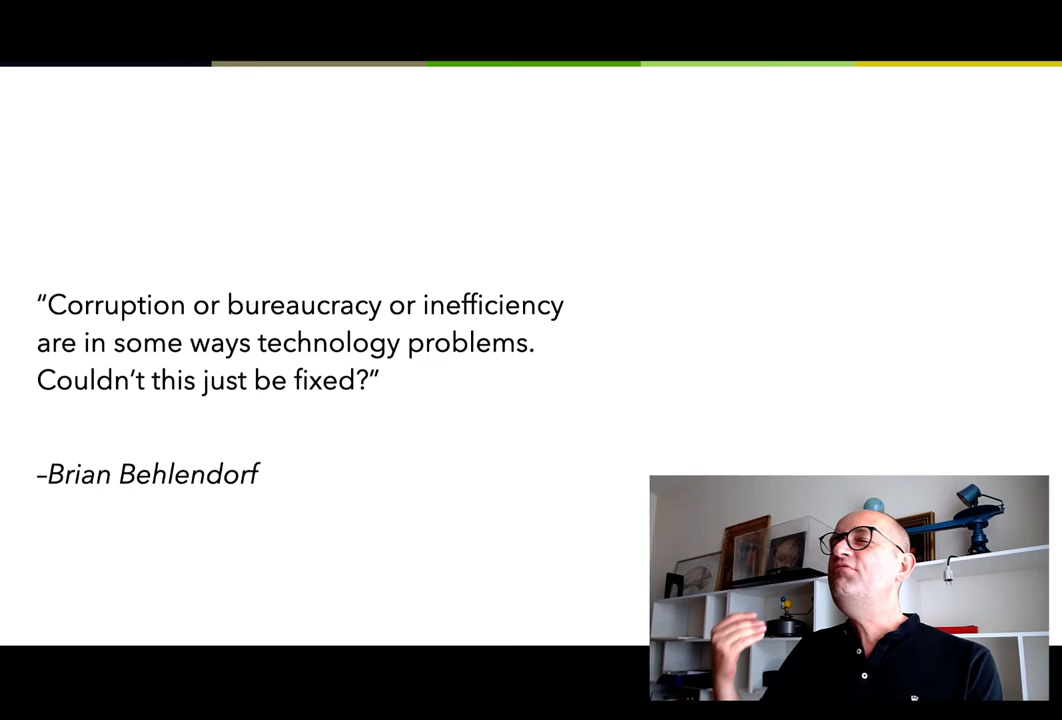 “Corruption or bureaucracy or inefficiency
are in some ways technology problems.
Couldn’t this just be fixed?”
–Brian Behlendorf